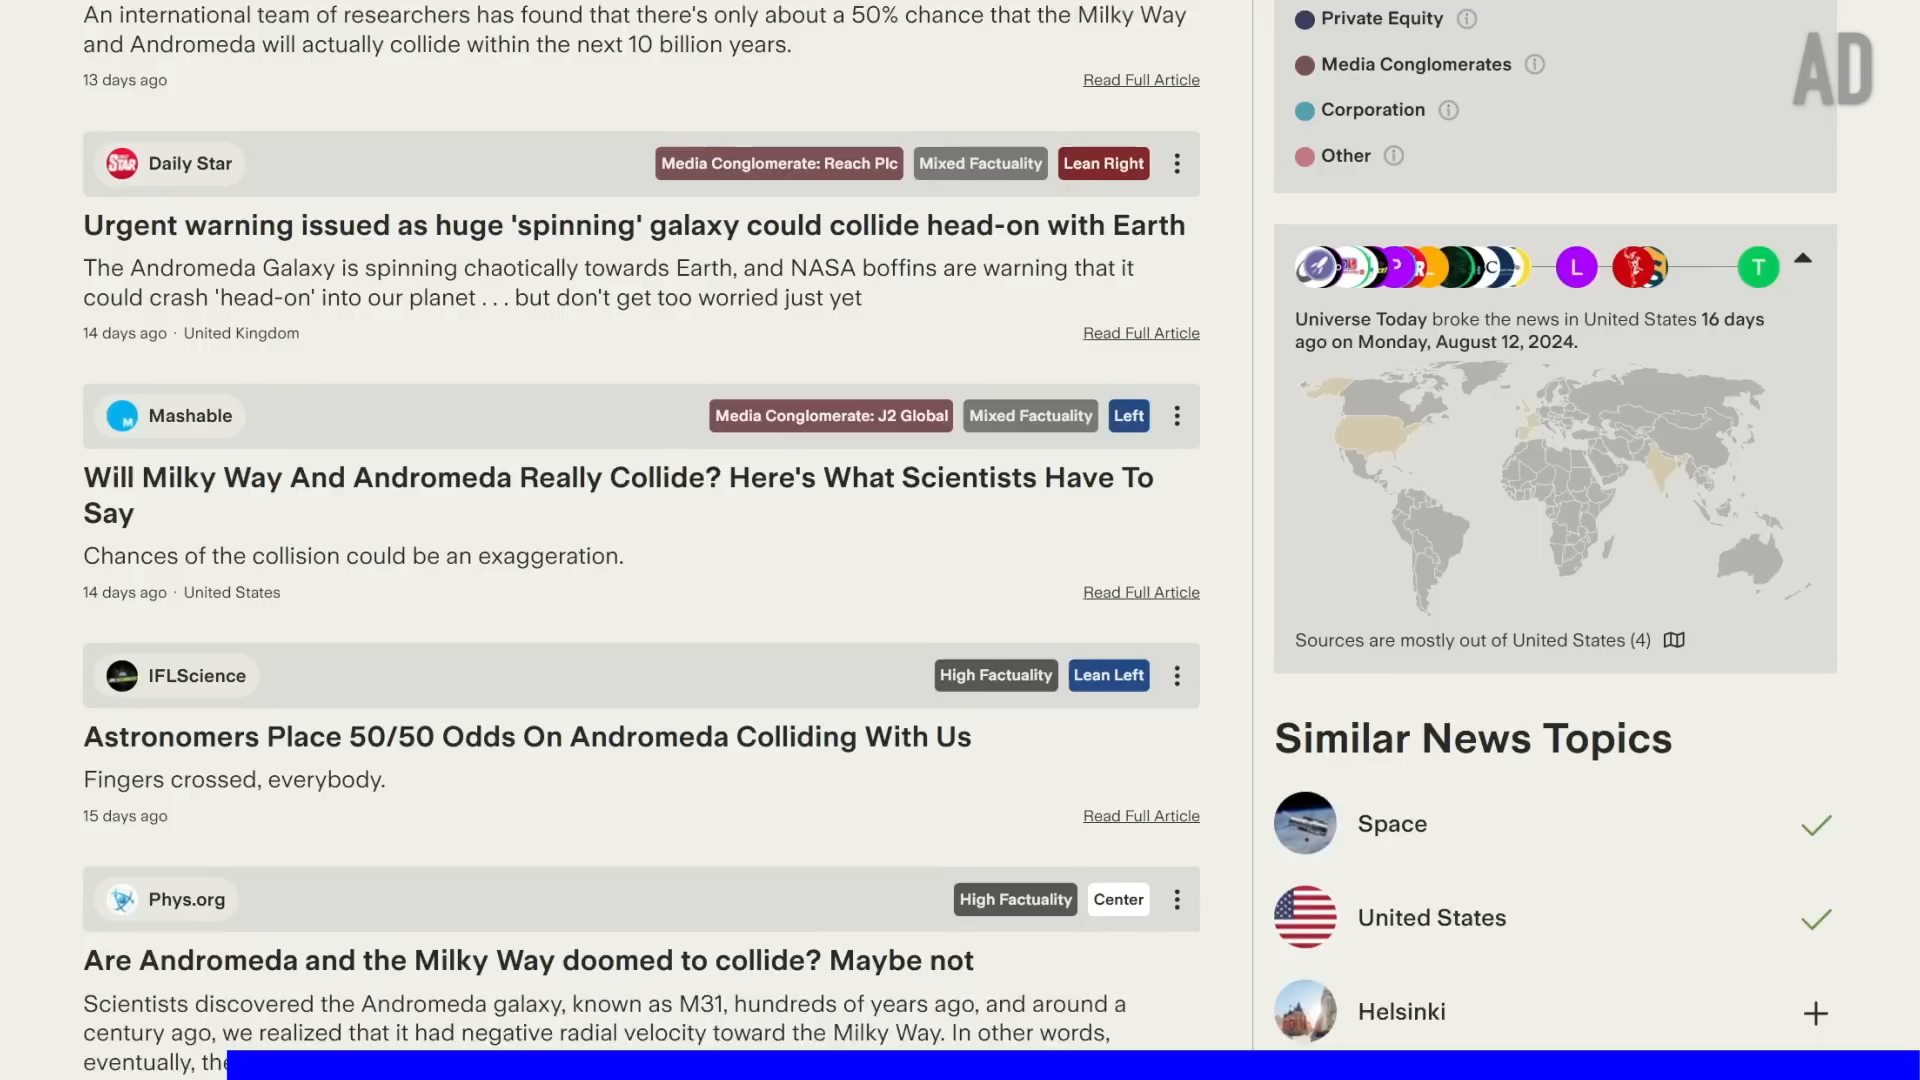 An international team of researchers has found that there's only about a 50% chance that the Milky Way
and Andromeda will actually collide within the next 10 billion years.
13 days ago
Read Full Article
Daily Star
Media Conglomerate: Reach Plc
Mixed Factuality
Lean Right
Urgent warning issued as huge 'spinning' galaxy could collide head-on with Earth
The Andromeda Galaxy is spinning chaotically towards Earth, and NASA boffins are warning that it
could crash 'head-on' into our planet . . . but don't get too worried just yet
14 days ago · United Kingdom
Read Full Article
Mashable
Media Conglomerate: J2 Global
Mixed Factuality
Left
Will Milky Way And Andromeda Really Collide? Here's What Scientists Have To
Say
Chances of the collision could be an exaggeration.
14 days ago · United States
Read Full Article
IFLScience
High Factuality
Lean Left
Astronomers Place 50/50 Odds On Andromeda Colliding With Us
Fingers crossed, everybody.
15 days ago
Read Full Article
Phys.org
High Factuality
Center
Are Andromeda and the Milky Way doomed to collide? Maybe not
Scientists discovered the Andromeda galaxy, known as M31, hundreds of years ago, and around a
century ago, we realized that it had negative radial velocity toward the Milky Way. In other words,
eventually,
Private Equity
Media Conglomerates
Corporation
Other
AD
L
T
Universe Today broke the news in United States 16 days
ago on Monday, August 12, 2024.
Sources are mostly out of United States (4)
Similar News Topics
Space
United States
Helsinki